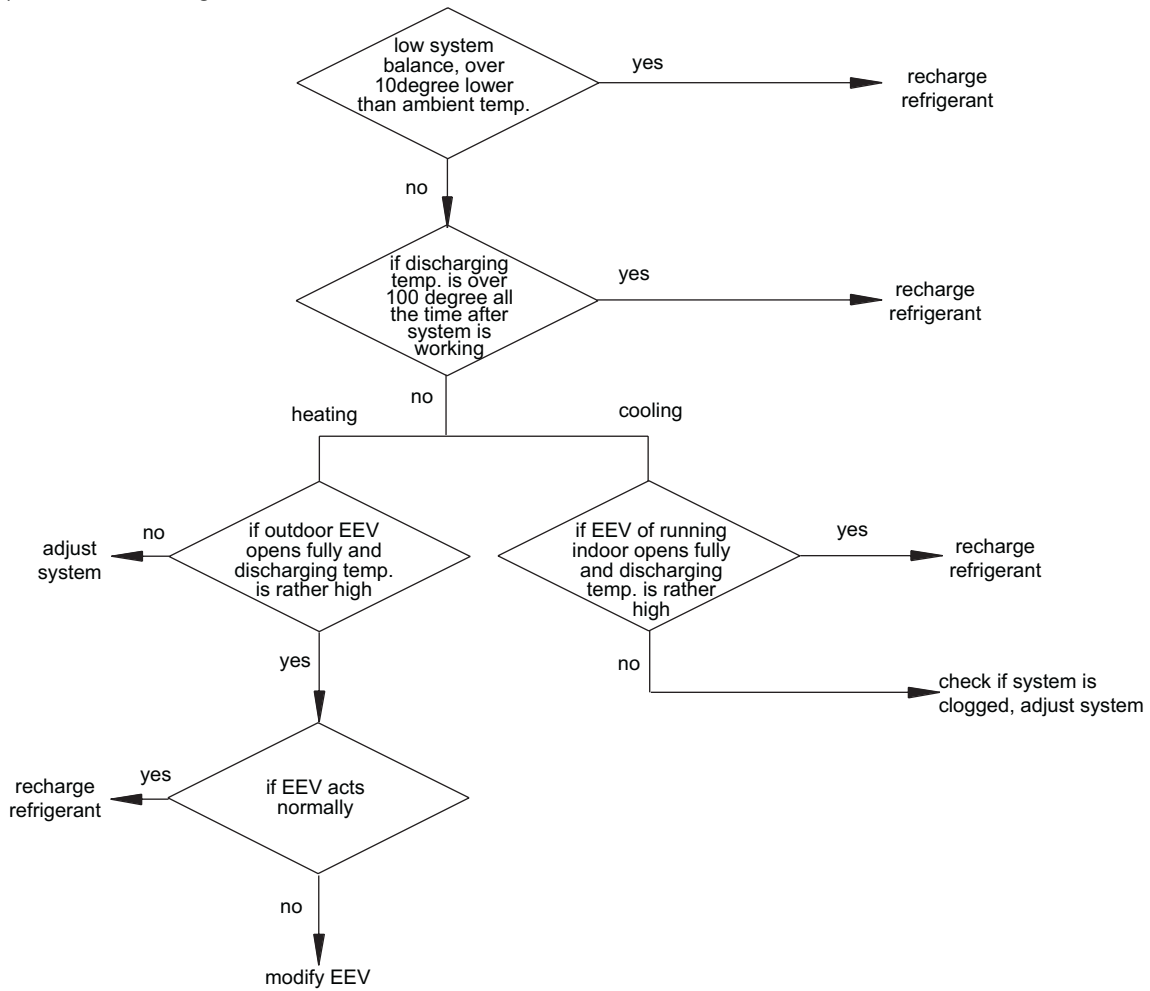 low system
balance, over
10degree lower
than ambient temp.
yes
recharge
refrigerant
no
if discharging
temp. is over
100 degree all
the time after
system is
working
yes
recharge
refrigerant
no
heating
cooling
if outdoor EEV
opens fully and
discharging temp.
is rather high
no
adjust
system
if EEV of running
indoor opens fully
and discharging
temp. is rather
high
yes
recharge
refrigerant
yes
no
check if system is
clogged, adjust system
if EEV acts
normally
yes
recharge
refrigerant
no
modify EEV